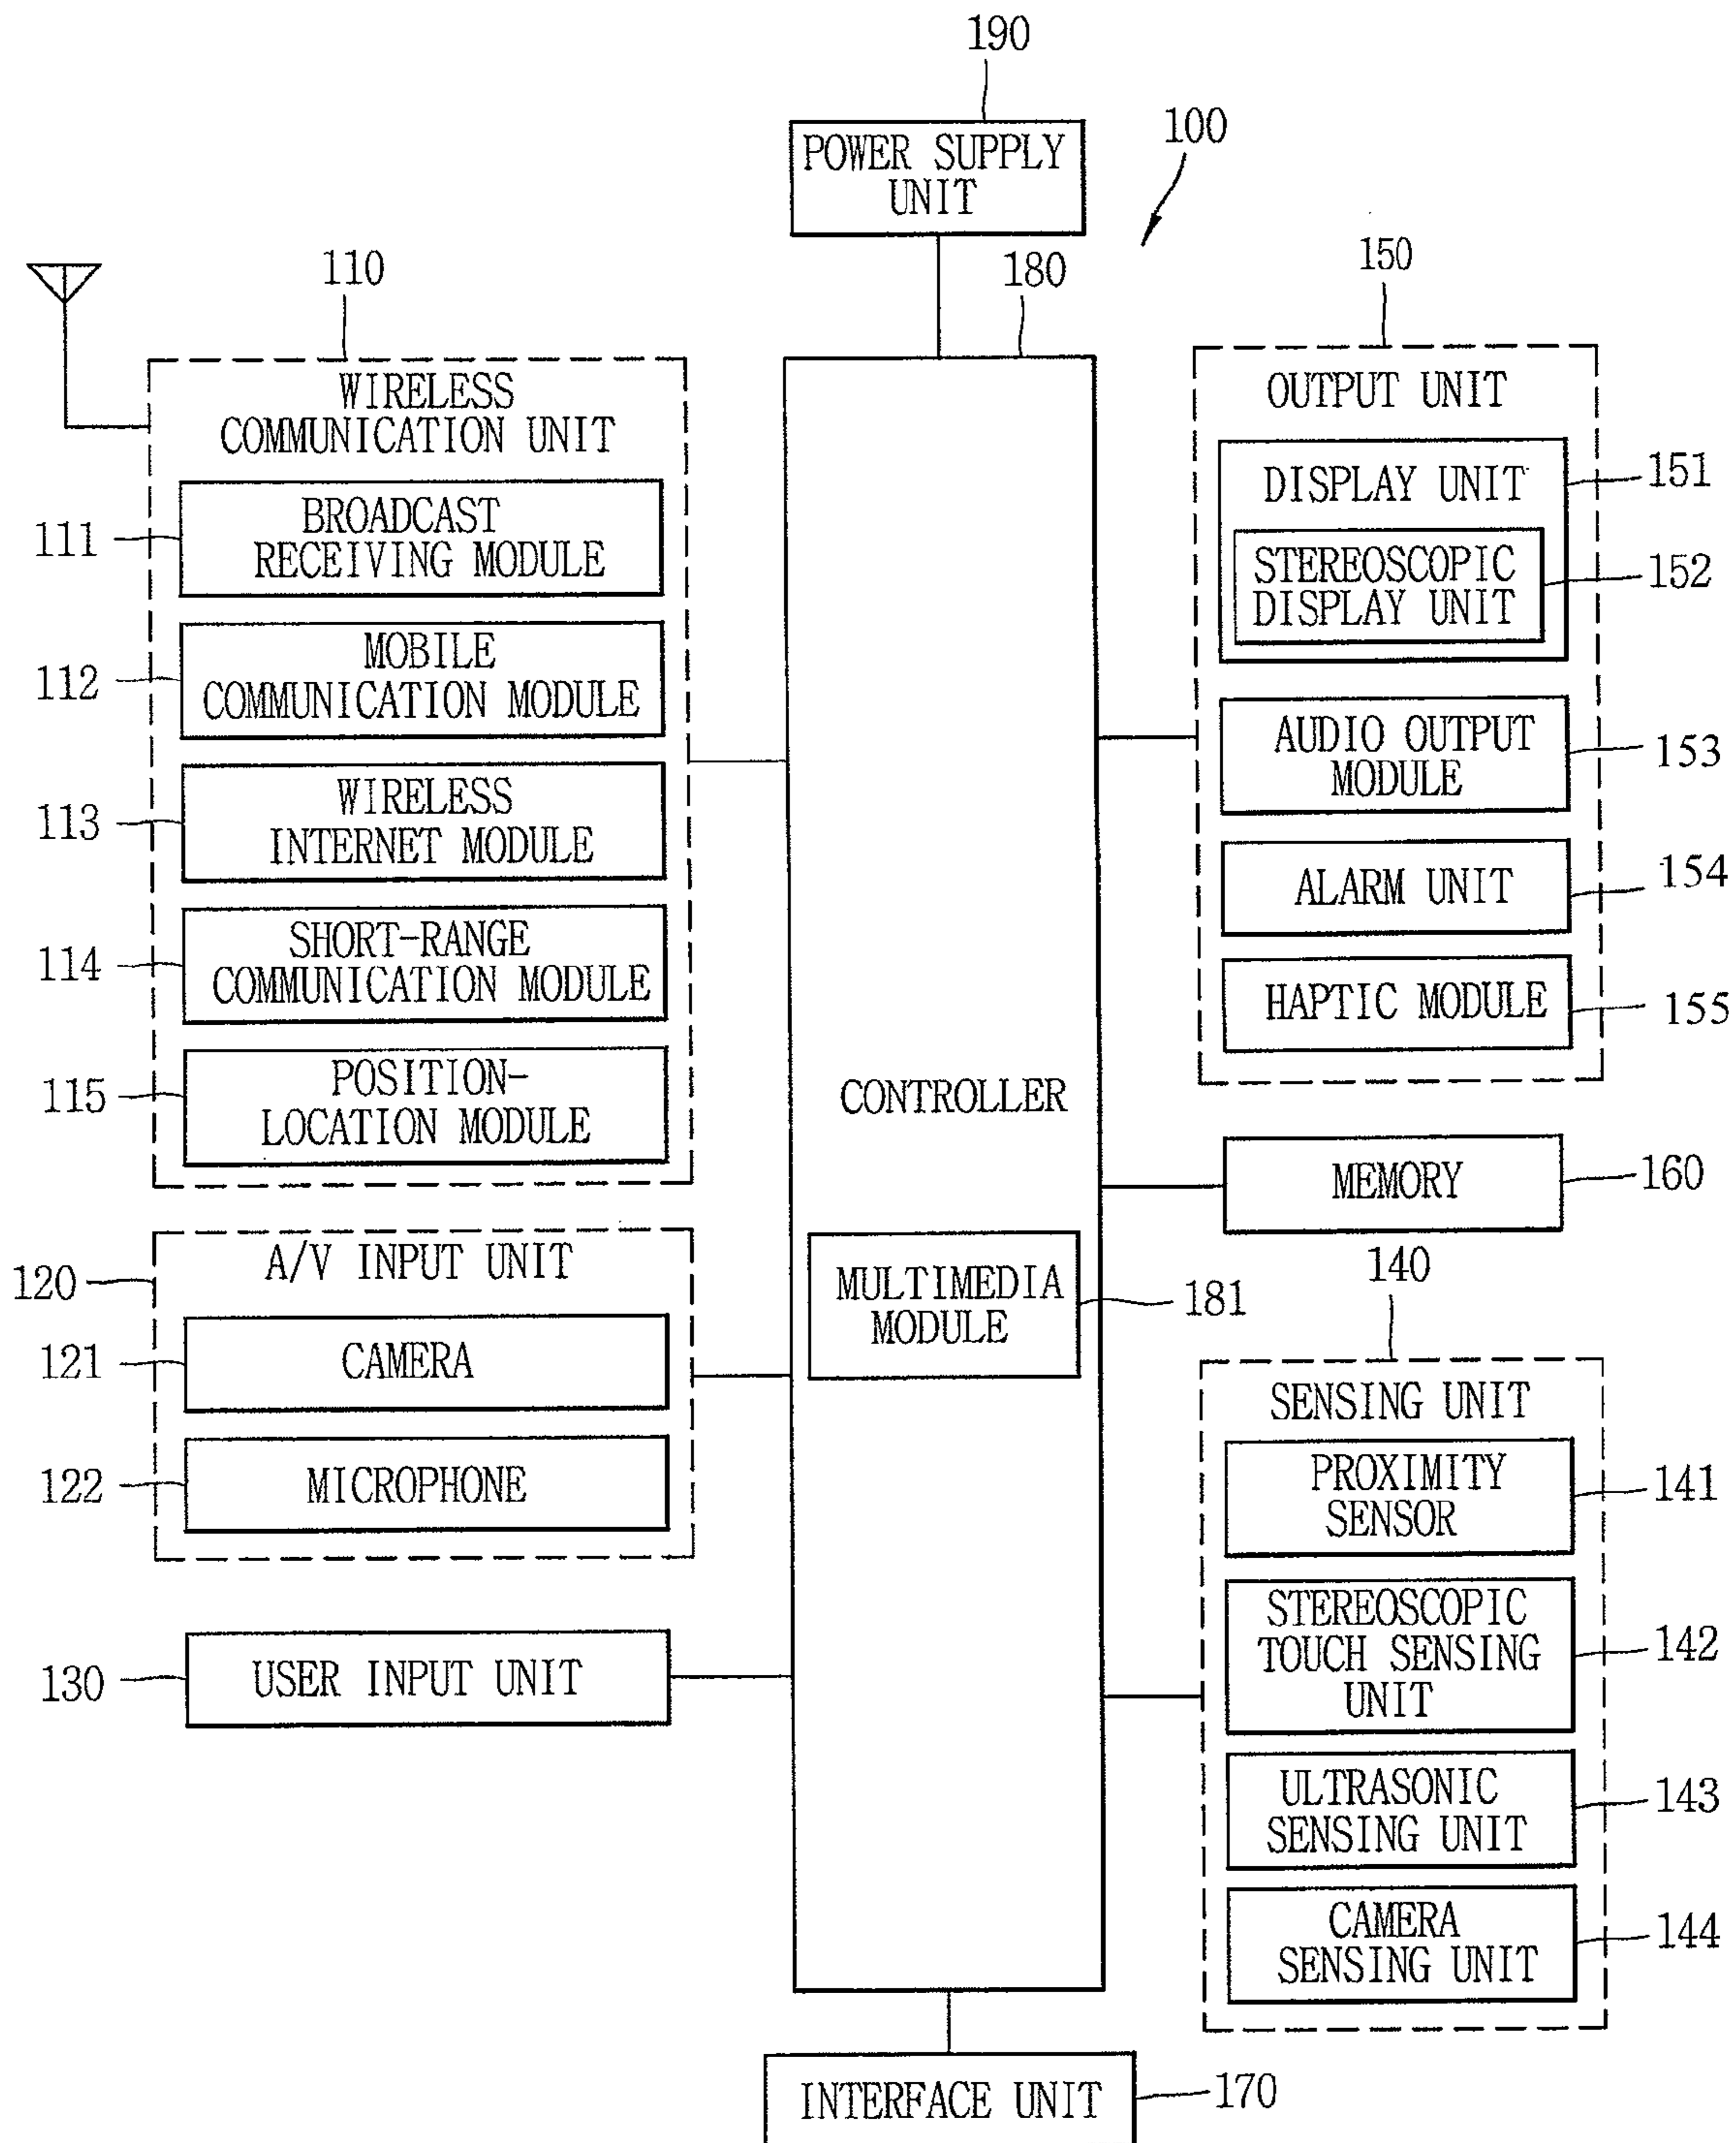 190
POWER SUPPLY
UNIT
100
110
180
150
WIRELESS
COMMUNICATION UNIT
111
BROADCAST
RECEIVING MODULE
112
MOBILE
COMMUNICATION MODULE
113
WIRELESS
INTERNET MODULE
114
SHORT-RANGE
COMMUNICATION MODULE
115
POSITION-
LOCATION MODULE
120
A/V INPUT UNIT
121
CAMERA
122
MICROPHONE
130
USER INPUT UNIT
CONTROLLER
MULTIMEDIA
MODULE
181
OUTPUT UNIT
DISPLAY UNIT
151
STEREOSCOPIC
DISPLAY UNIT
152
AUDIO OUTPUT
MODULE
153
ALARM UNIT
154
HAPTIC MODULE
155
MEMORY
160
140
SENSING UNIT
PROXIMITY
SENSOR
141
STEREOSCOPIC
TOUCH SENSING
UNIT
142
ULTRASONIC
SENSING UNIT
143
CAMERA
SENSING UNIT
144
INTERFACE UNIT
170